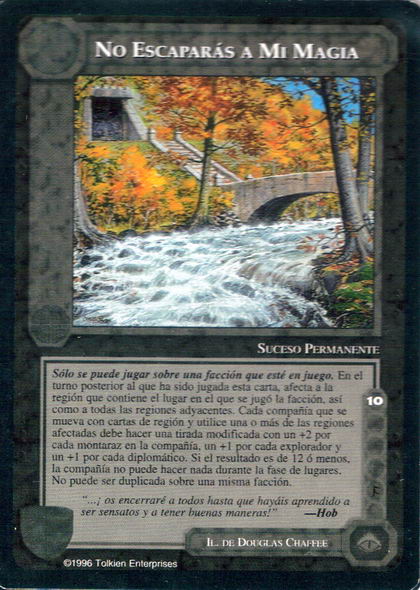 No Escaparás a Mi Magia
Suceso Permanente
Sólo se puede jugar sobre una facción que esté en juego. En el
turno posterior al que ha sido jugada esta carta, afecta a la
región que contiene el lugar en el que se jugó la facción, así
como a todas las regiones adyacentes. Cada compañía que se
mueva con cartas de región y utilice una o más de las regiones
afectadas debe hacer una tirada modificada con un +2 por
cada montaraz en la compañía, un +1 por cada explorador y
un +1 por cada diplomático. Si el resultado es de 12 ó menos,
la compañía no puede hacer nada durante la fase de lugares.
No puede ser duplicada sobre una misma facción.
10
"...¡ os encerraré a todos hasta que hayáis aprendido a
ser sensatos y a tener buenas maneras!" —Hob
F
Il. de Douglas Chaffee
©1996 Tolkien Enterprises